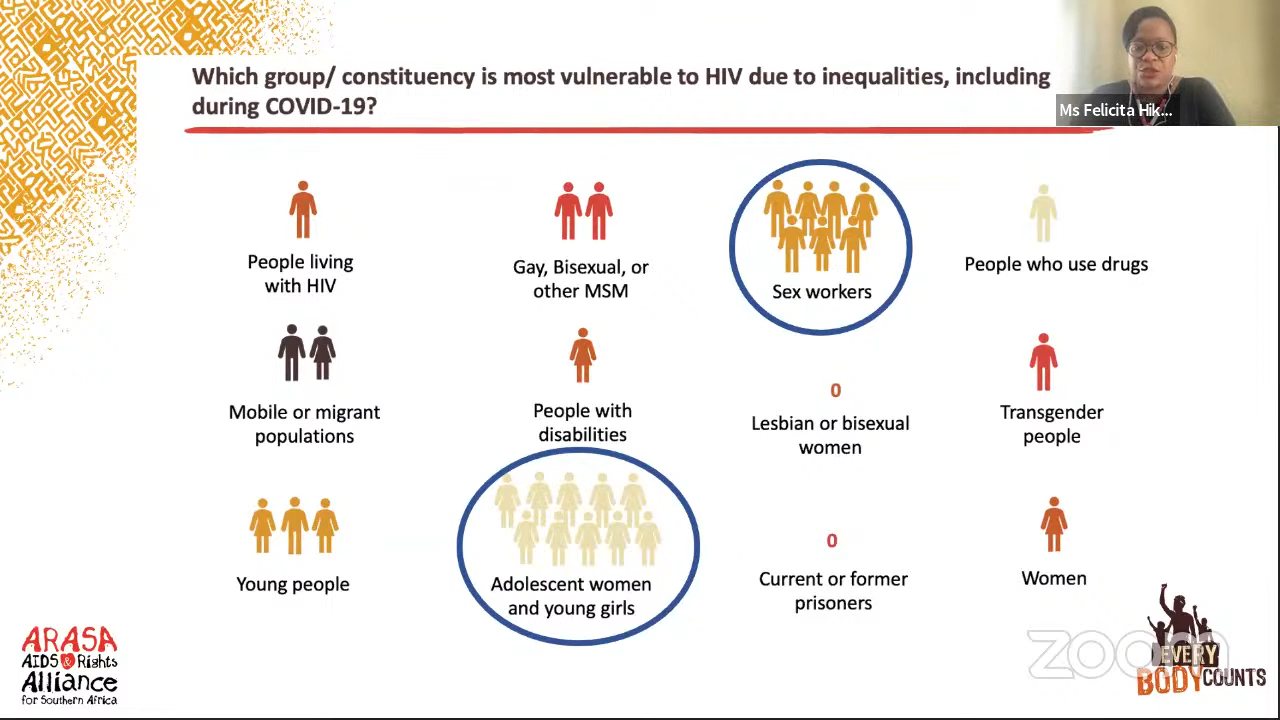 Which group/ constituency is most vulnerable to HIV due to inequalities, including
during COVID-19?
Ms Felicita Hik...
People living
with HIV
Gay, Bisexual, or
other MSM
Sex workers
People who use drugs
Mobile or migrant
populations
People with
disabilities
0
Lesbian or bisexual
women
Transgender
people
Young people
Adolescent women
and young girls
0
Current or former
prisoners
Women
ARASA
AIDS & Rights
Alliance
for Southern Africa
zoom
EVERY
BODY COUNTS